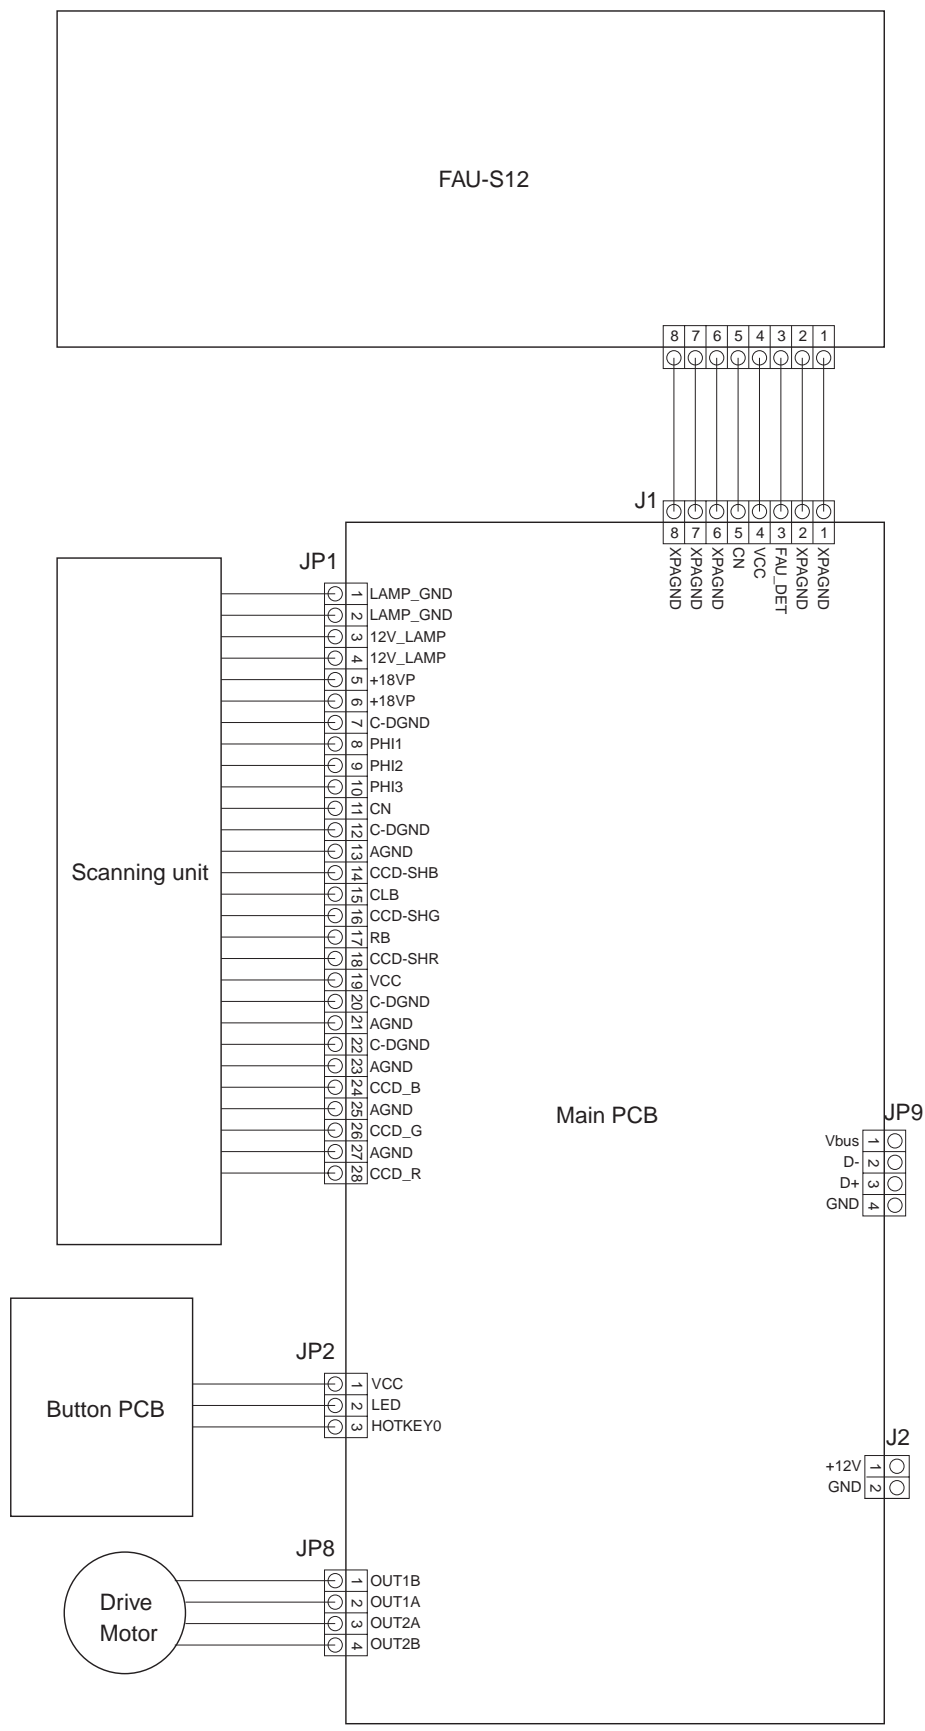 FAU-S12
8 7 6 5 4 3 2 1
J1
8 7 6 5 4 3 2 1
XPAGND XPAGND XPAGND CN VCC FAU_DET XPAGND XPAGND
JP1
1 LAMP_GND
2 LAMP_GND
3 12V_LAMP
4 12V_LAMP
5 +18VP
6 +18VP
7 C-DGND
8 PHI1
9 PHI2
10 PHI3
11 CN
12 C-DGND
13 AGND
Scanning unit
14 CCD-SHB
15 CLB
16 CCD-SHG
17 RB
18 CCD-SHR
19 VCC
20 C-DGND
21 AGND
22 C-DGND
23 AGND
24 CCD_B
25 AGND
26 CCD_G
27 AGND
28 CCD_R
Main PCB
JP9
Vbus 1
D- 2
D+ 3
GND 4
JP2
1 VCC
2 LED
3 HOTKEY0
Button PCB
J2
+12V 1
GND 2
JP8
1 OUT1B
2 OUT1A
3 OUT2A
4 OUT2B
Drive
Motor